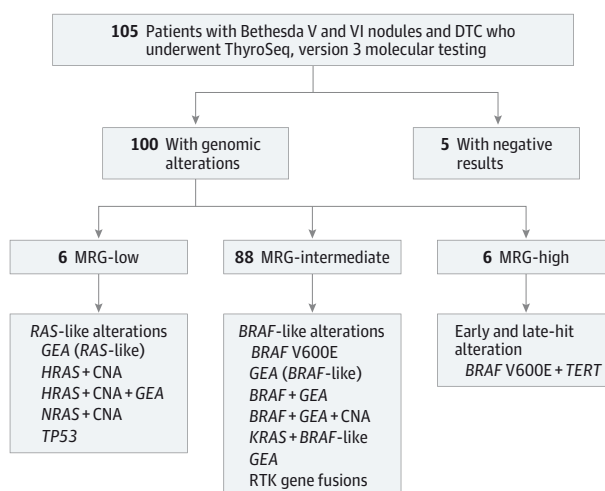 105 Patients with Bethesda V and VI nodules and DTC who
underwent ThyroSeq, version 3 molecular testing
100 With genomic
alterations
5 With negative
results
6 MRG-low
88 MRG-intermediate
6 MRG-high
RAS-like alterations
GEA (RAS-like)
HRAS + CNA
HRAS + CNA + GEA
NRAS + CNA
TP53
BRAF-like alterations
BRAF V600E
GEA (BRAF-like)
BRAF + GEA
BRAF + GEA + CNA
KRAS + BRAF-like
GEA
RTK gene fusions
Early and late-hit
alteration
BRAF V600E + TERT